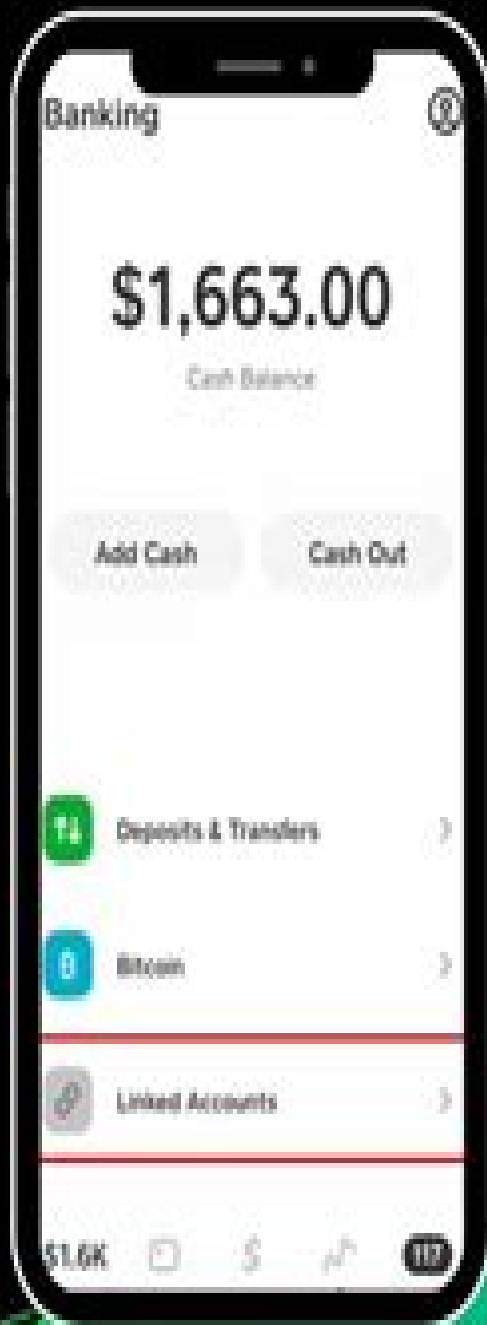 Banking
$1,663.00
Cash Balance
Add Cash
Cash Out
Deposits & Transfers
Bitcoin
Linked Accounts
$1.6K
$